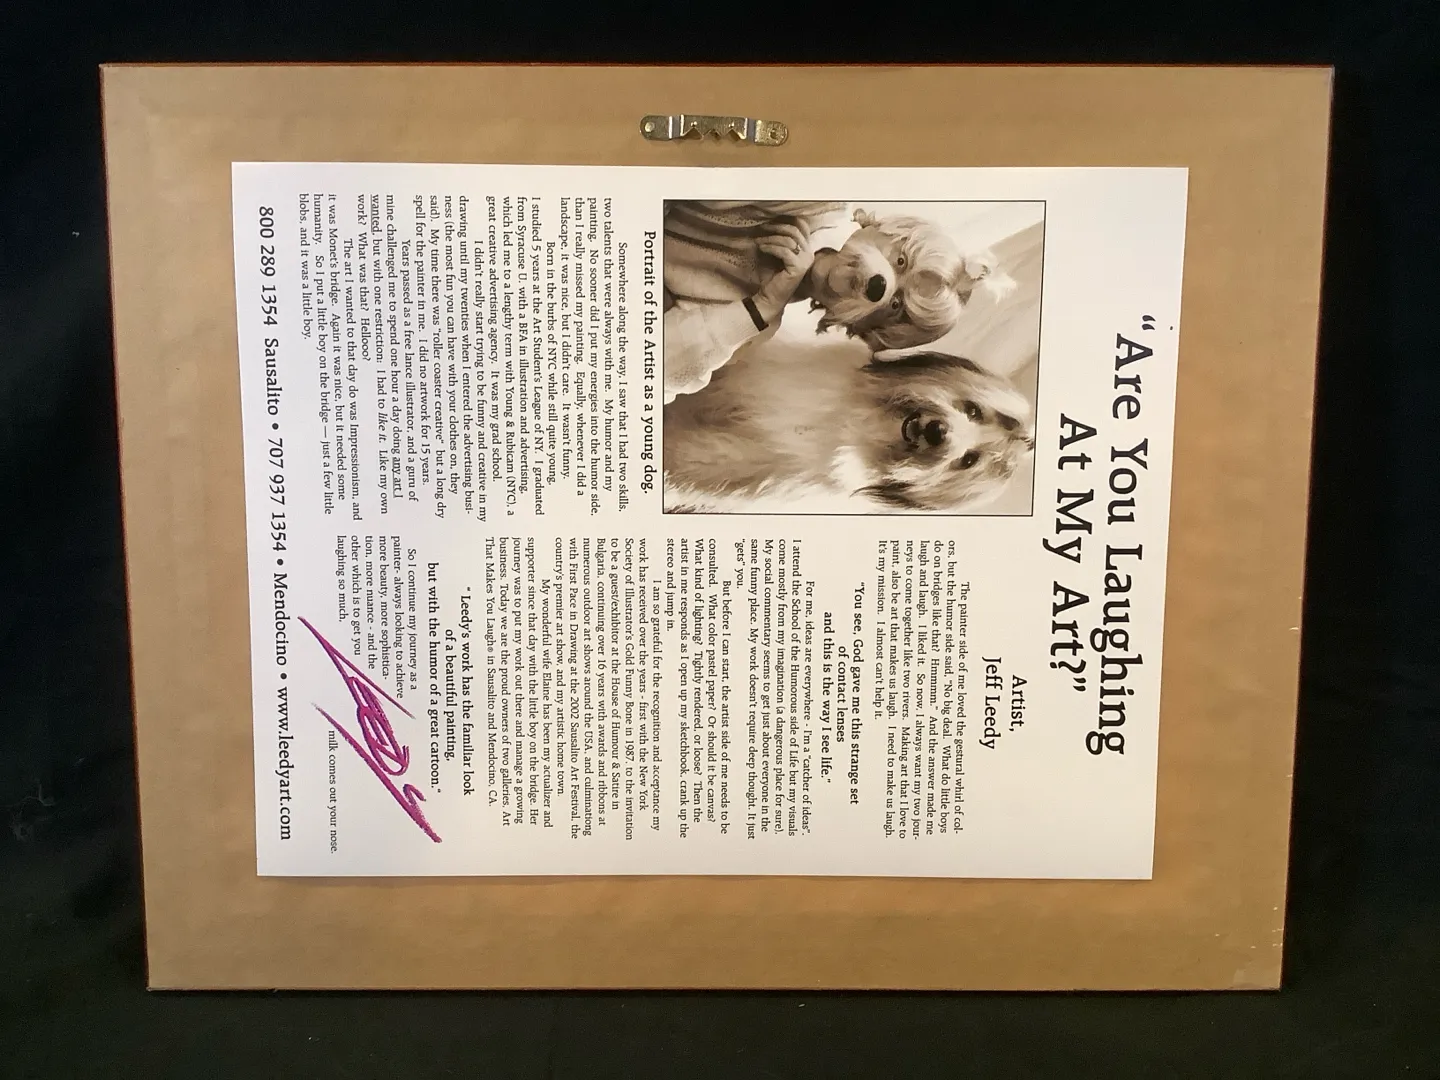 "Are You Laughing
At My Art?"
Artist,
Jeff Leedy
Portrait of the Artist as a young dog.
Somewhere along the way, I saw that I had two skills,
two talents that were always with me. My humor and my
painting. No sooner did I put my energies into the humor side,
than I really missed my painting. Equally, whenever I did a
landscape, it was nice, but I didn't care. It wasn't funny.
Born in the burbs of NYC while still quite young,
I studied 5 years at the Art Student's League of NY. I graduated
from Syracuse U. with a BFA in illustration and advertising,
which led me to a lengthy term with Young & Rubicam (NYC), a
great creative advertising agency. It was my grad school.
I didn't really start trying to be funny and creative in my
drawing until my twenties when I entered the advertising busi-
ness (the most fun you can have with your clothes on, they
said). My time there was "roller coaster creative" but a long dry
spell for the painter in me. I did no artwork for 15 years.
Years passed as a free lance illustrator, and a guru of
mine challenged me to spend one hour a day doing any art I
wanted, but with one restriction: I had to like it. Like my own
work? What was that? Hellooo?
The art I wanted to that day do was Impressionism, and
it was Monet's bridge. Again it was nice, but it needed some
humanity. So I put a little boy on the bridge — just a few little
blobs, and it was a little boy.
The painter side of me loved the gestural whirl of col-
ors, but the humor side said, "No big deal. What do little boys
do on bridges like that? Hmmmm." And the answer made me
laugh and laugh. I liked it. So now, I always want my two jour-
neys to come together like two rivers. Making art that I love to
paint, also be art that makes us laugh. I need to make us laugh.
It's my mission. I almost can't help it.
"You see, God gave me this strange set
of contact lenses
and this is the way I see life."
For me, ideas are everywhere - I'm a "catcher of ideas".
I attend the School of the Humorous side of Life but my visuals
come mostly from my imagination (a dangerous place for sure).
My social commentary seems to get just about everyone in the
same funny place. My work doesn't require deep thought. It just
"gets" you.
But before I can start, the artist side of me needs to be
consulted. What color pastel paper? Or should it be canvas?
What kind of lighting? Tightly rendered, or loose? Then the
artist in me responds as I open up my sketchbook, crank up the
stereo and jump in.
I am so grateful for the recognition and acceptance my
work has received over the years - first with the New York
Society of Illustrator's Gold Funny Bone in 1987, to the invitation
to be a guest/exhibitor at the House of Humour & Satire in
Bulgaria, continuing over 16 years with awards and ribbons at
numerous outdoor art shows around the USA, and culminationg
with First Pace in Drawing at the 2002 Sausalito Art Festival, the
country's premier art show, and my artistic home town.
My wonderful wife Elaine has been my actualizer and
supporter since that day with the little boy on the bridge. Her
journey was to put my work out there and manage a growing
business. Today we are the proud owners of two galleries, Art
That Makes You Laugh® in Sausalito and Mendocino, CA.
" Leedy's work has the familiar look
of a beautiful painting,
but with the humor of a great cartoon."
So I continue my journey as a
painter- always looking to achieve
more beauty, more sophistica-
tion, more nuance - and the
other which is to get you
laughing so much,
milk comes out your nose.
LEEDY
800 289 1354 Sausalito • 707 937 1354 • Mendocino • www.leedyart.com